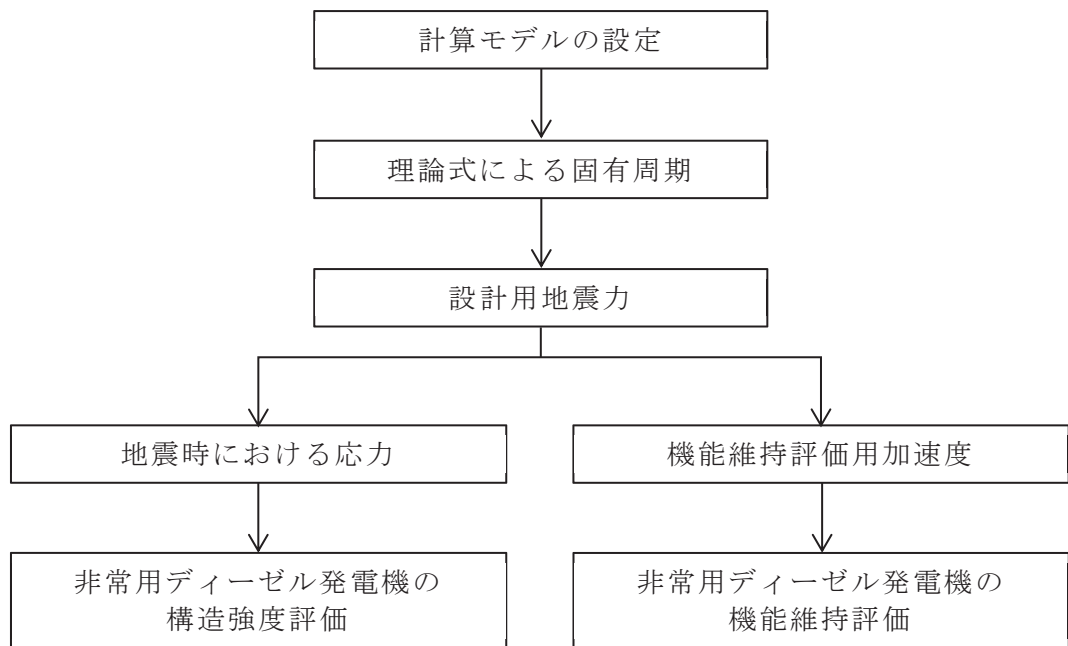 計算モデルの設定
理論式による固有周期
設計用地震力
地震時における応力
機能維持評価用加速度
非常用ディーゼル発電機の
構造強度評価
非常用ディーゼル発電機の
機能維持評価